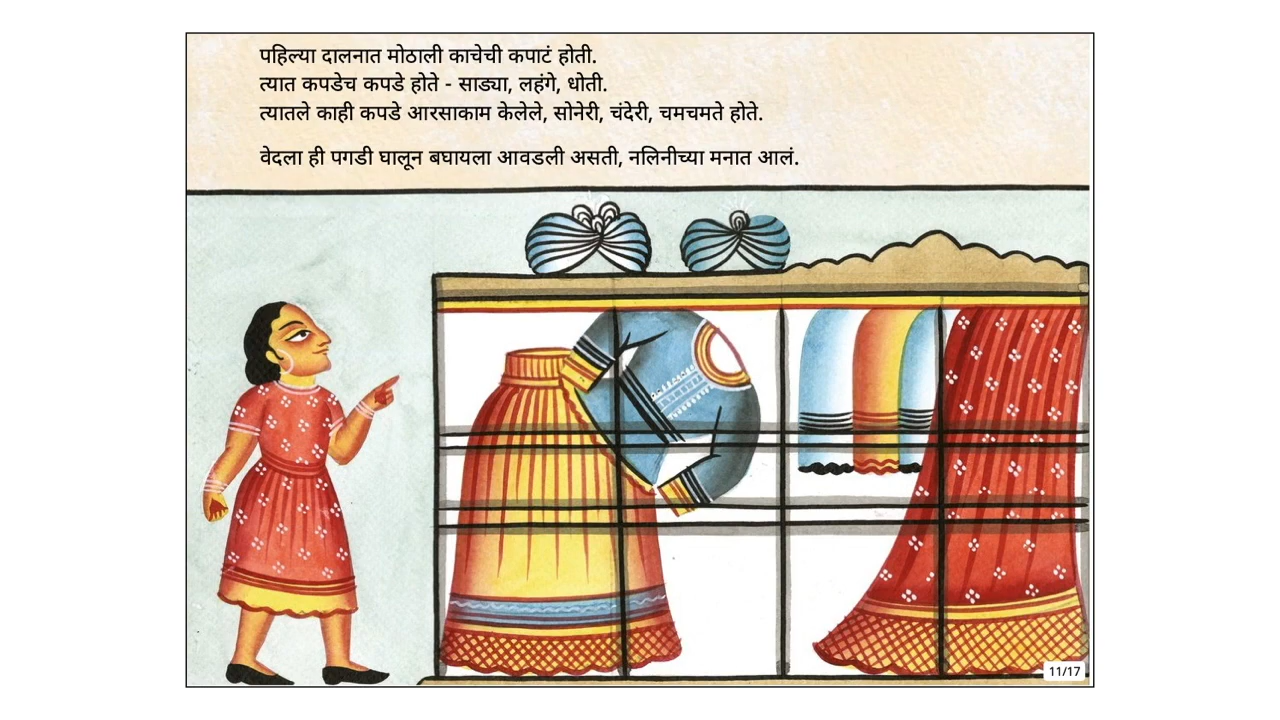 पहिल्या दालनात मोठाली काचेची कपाटं होती.
त्यात कपडेच कपडे होते - साड्या, लहंगे, धोती.
त्यातले काही कपडे आरसाकाम केलेले, सोनेरी, चंदेरी, चमचमते होते.
वेदला ही पगडी घालून बघायला आवडली असती, नलिनीच्या मनात आलं.
11/17